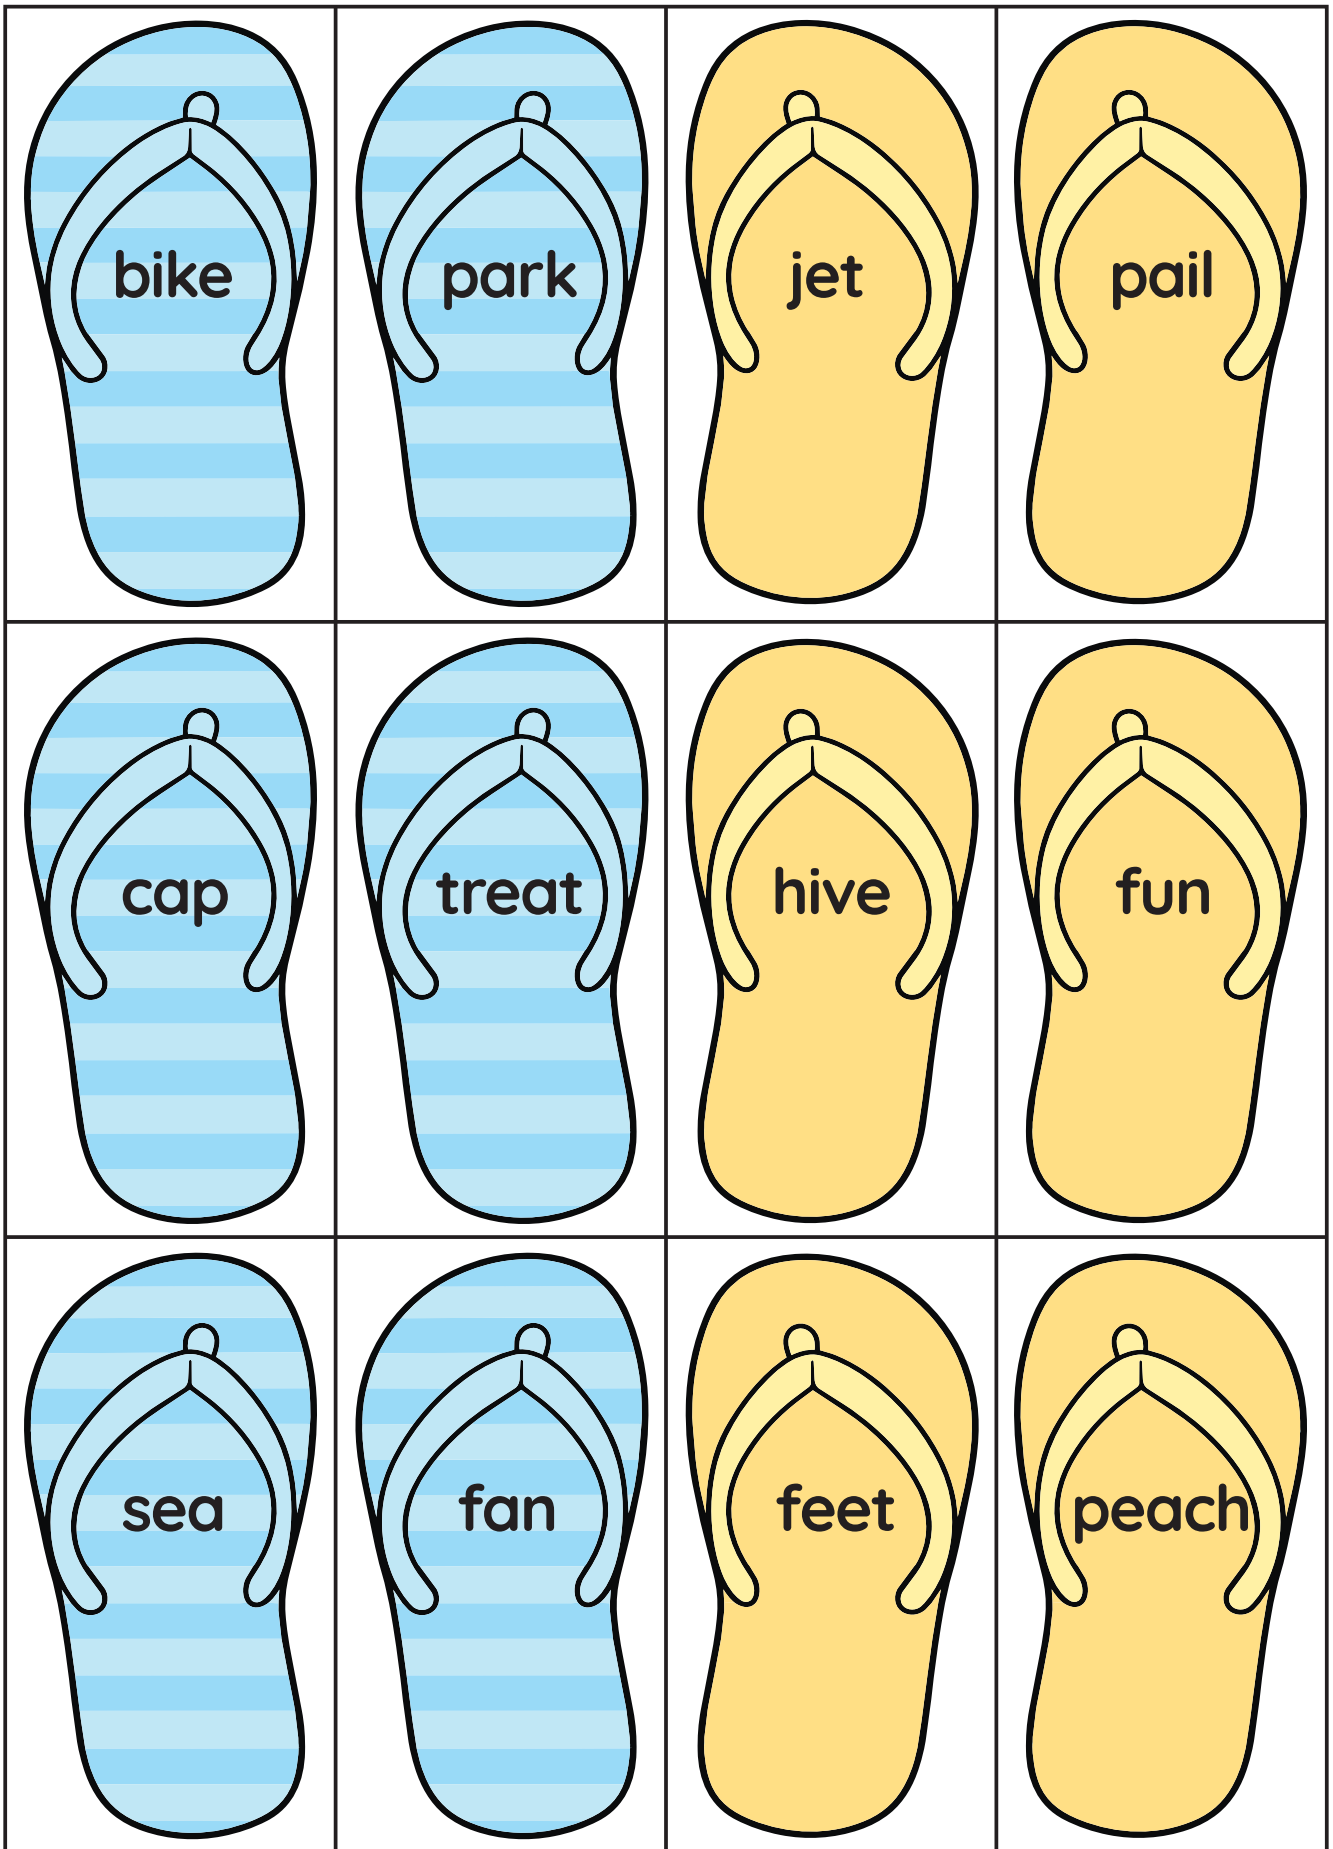 bike
park
jet
pail
cap
treat
hive
fun
sea
fan
feet
peach